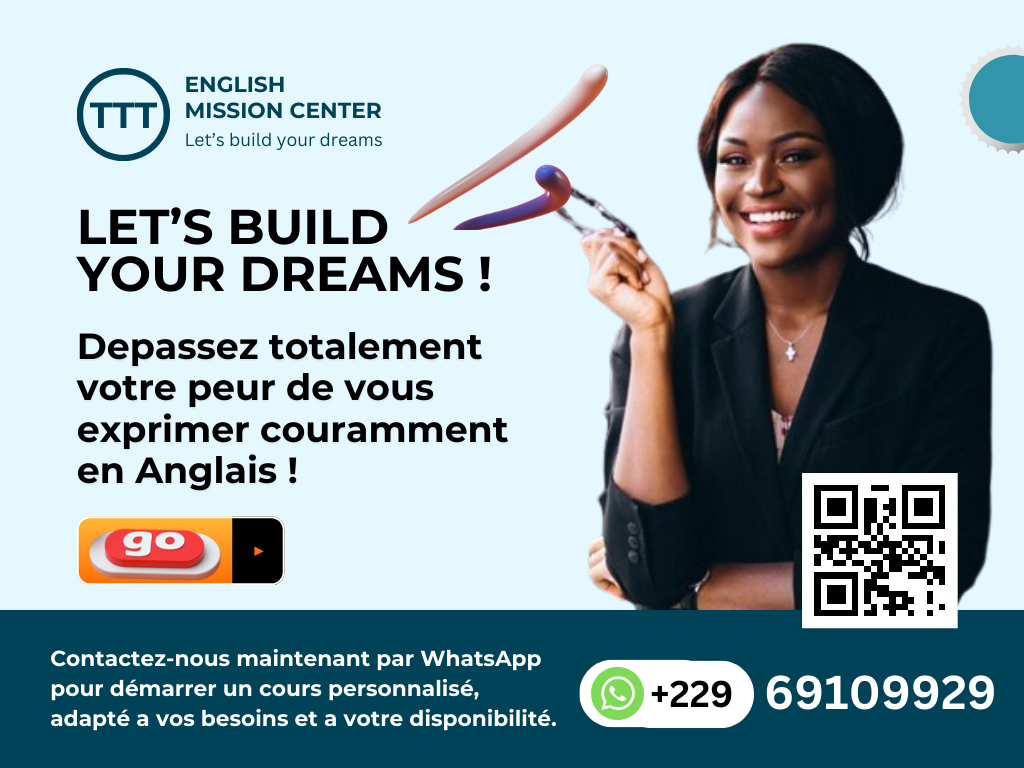 TTT
ENGLISH
MISSION CENTER
Let’s build your dreams
LET’S BUILD
YOUR DREAMS !
Depassez totalement
votre peur de vous
exprimer couramment
en Anglais !
go
Contactez-nous maintenant par WhatsApp
pour démarrer un cours personnalisé,
adapté a vos besoins et a votre disponibilité.
+229 69109929